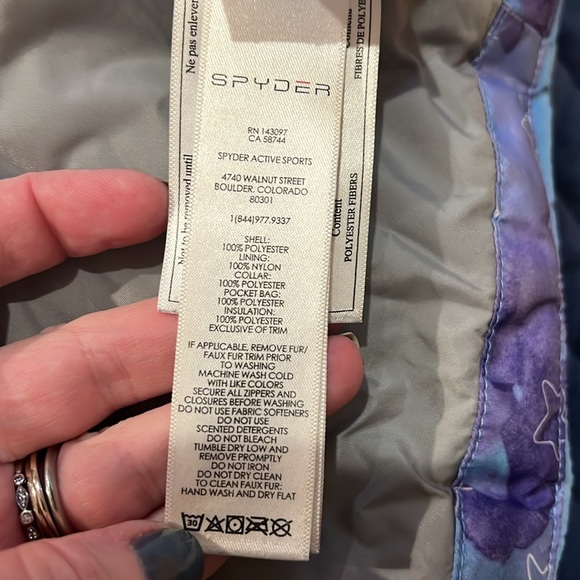 SPYDER
RN 143097
CA 58744
SPYDER ACTIVE SPORTS
4740 WALNUT STREET
BOULDER, COLORADO
80301
1(844)977.9337
SHELL:
100% POLYESTER
LINING:
100% NYLON
COLLAR:
100% POLYESTER
POCKET BAG:
100% POLYESTER
INSULATION:
100% POLYESTER
EXCLUSIVE OF TRIM
IF APPLICABLE, REMOVE FUR/
FAUX FUR TRIM PRIOR
TO WASHING
MACHINE WASH COLD
WITH LIKE COLORS
SECURE ALL ZIPPERS AND
CLOSURES BEFORE WASHING
DO NOT USE FABRIC SOFTENERS
DO NOT USE
SCENTED DETERGENTS
DO NOT BLEACH
TUMBLE DRY LOW AND
REMOVE PROMPTLY
DO NOT IRON
DO NOT DRY CLEAN
TO CLEAN FAUX FUR:
HAND WASH AND DRY FLAT
30
Ne pas enlever
Not to be removed until
Content
POLYESTER FIBERS
FIBRES DE